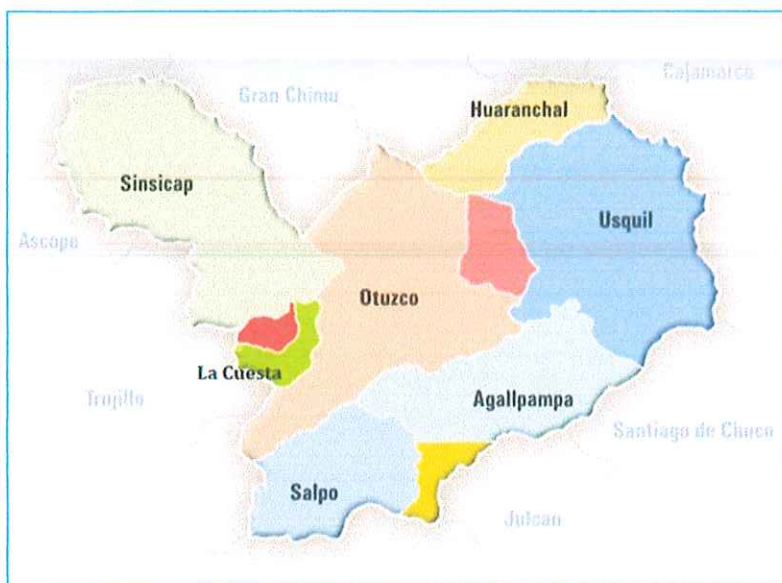 Cajamarca
Gran Chimu
Huaranchal
Sinsicap
Usquil
Ascope
Otuzco
La Cuesta
Trujillo
Agallpampa
Santiago de Chuco
Salpo
Julcan